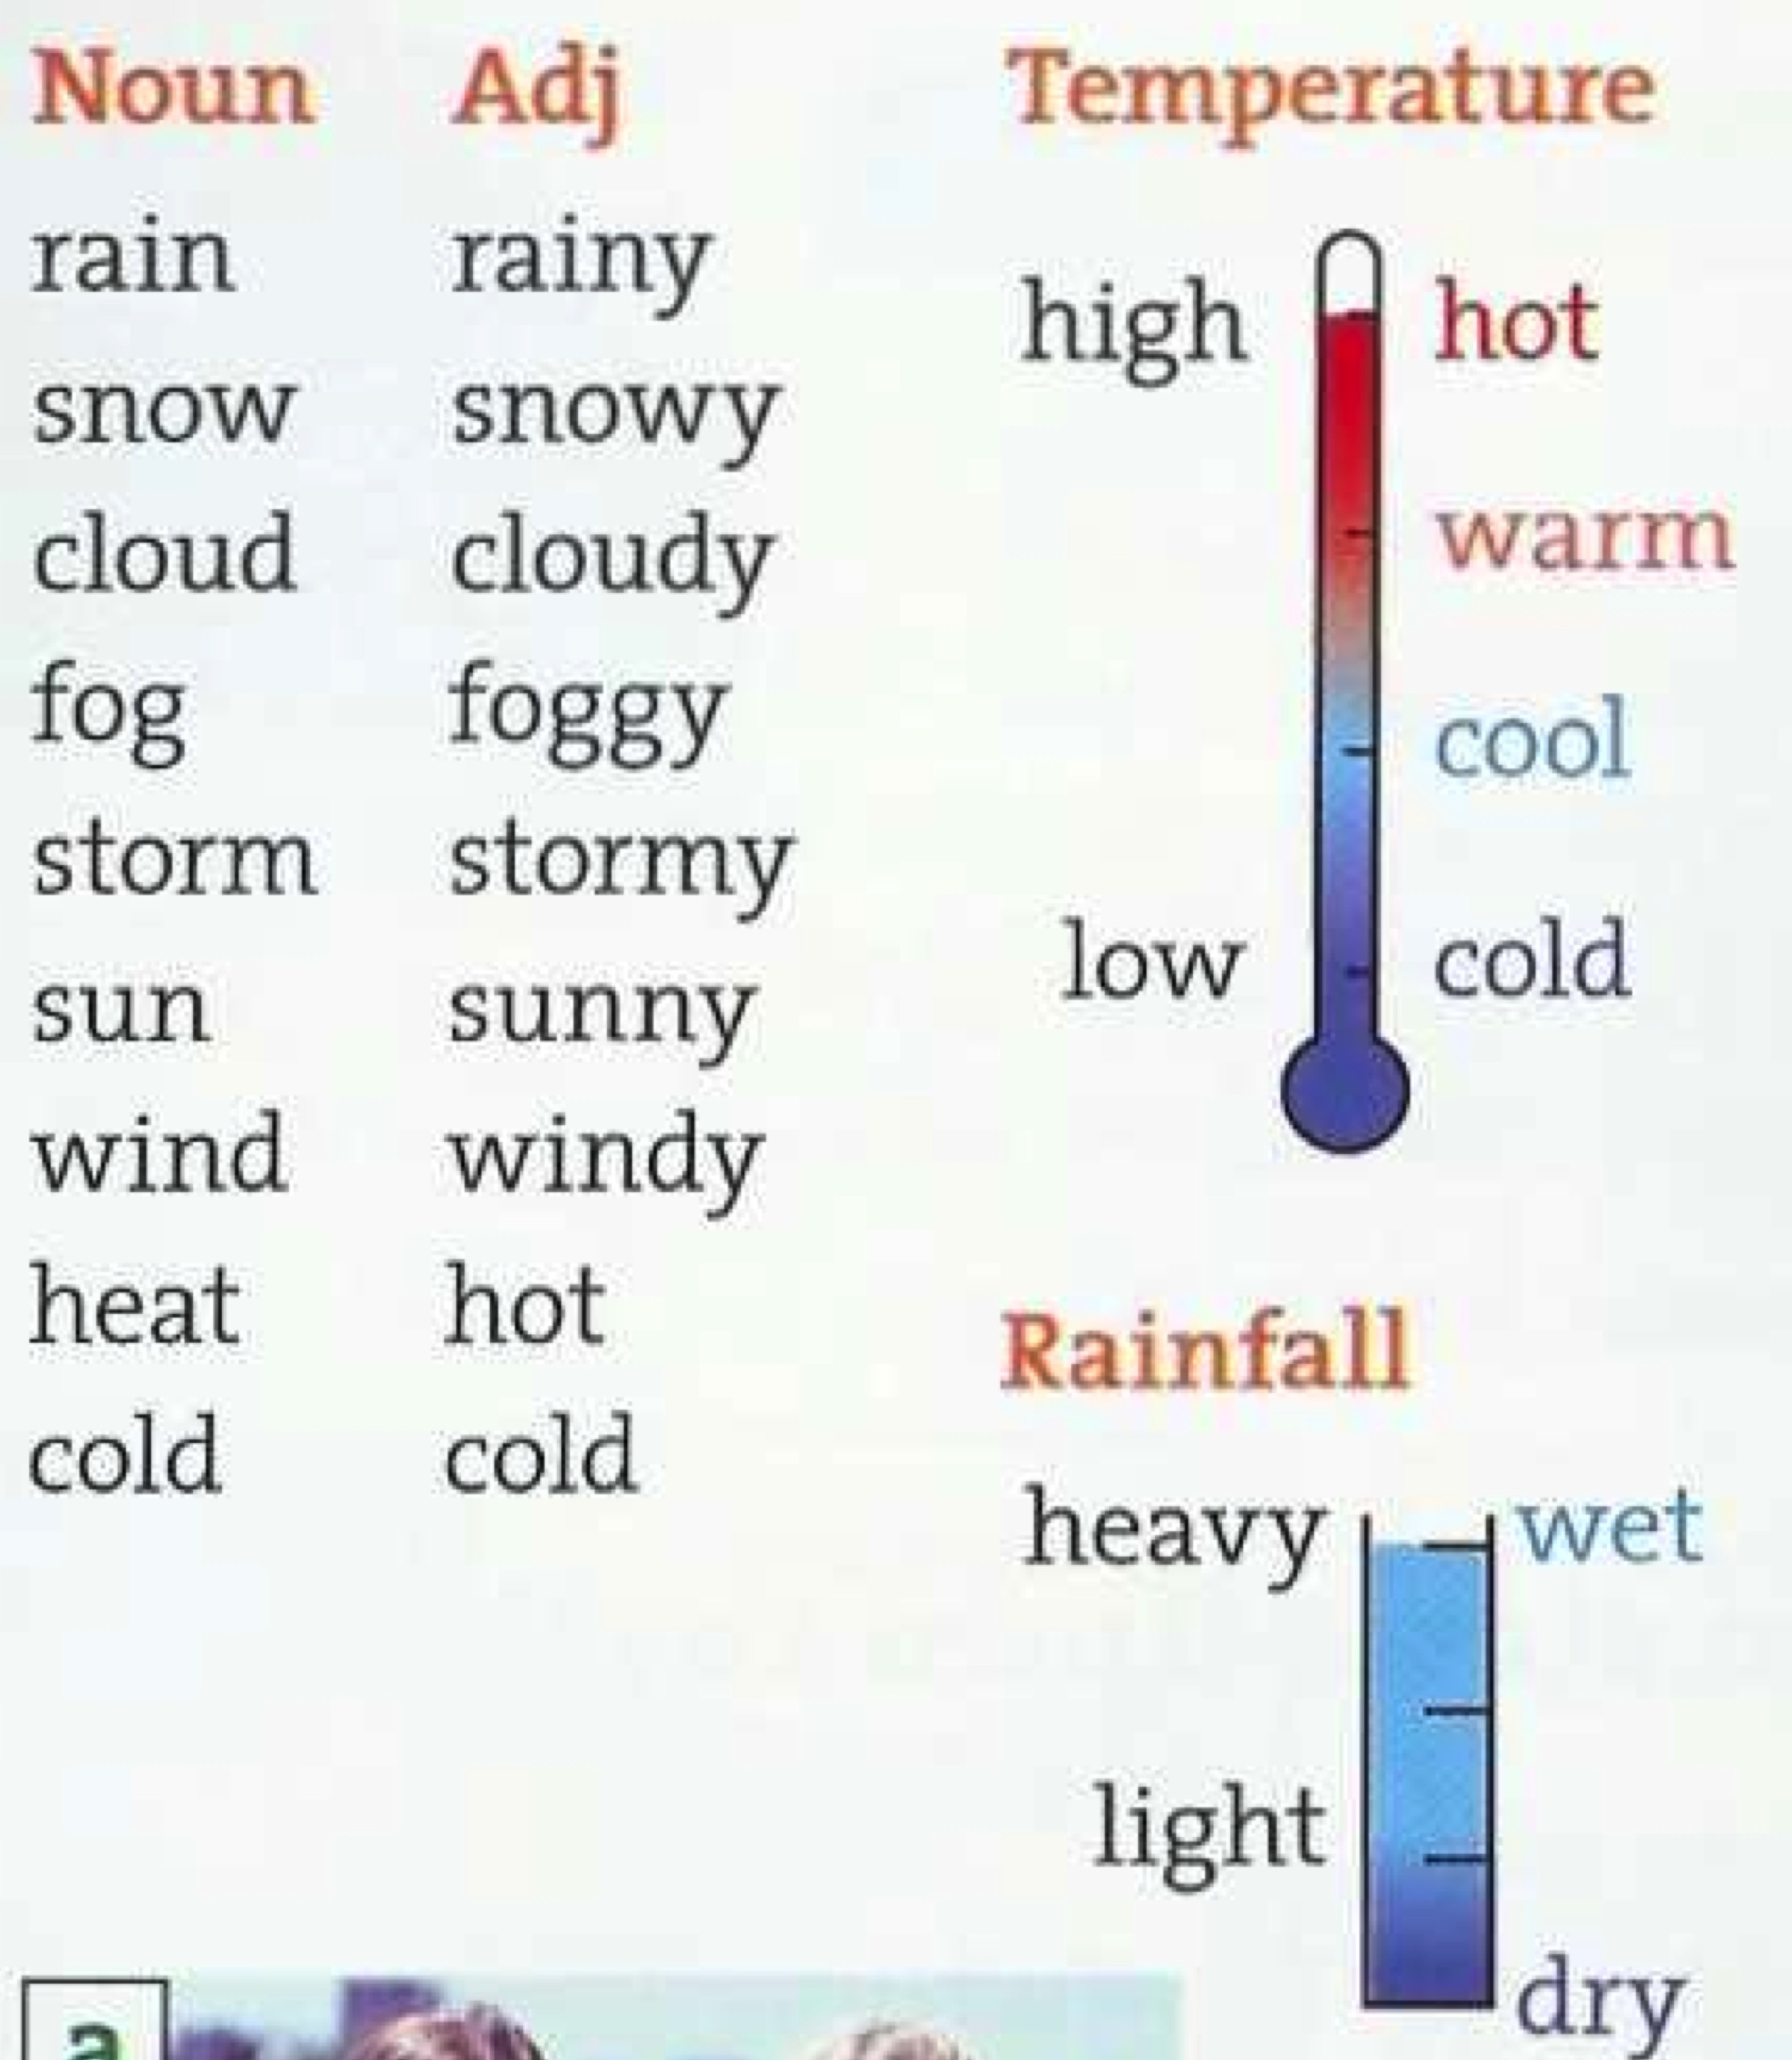 Noun Adj
rain rainy
snow snowy
cloud cloudy
fog foggy
storm stormy
sun sunny
wind windy
heat hot
cold cold
Temperature
high hot
warm
cool
low cold
Rainfall
heavy wet
light
dry
a